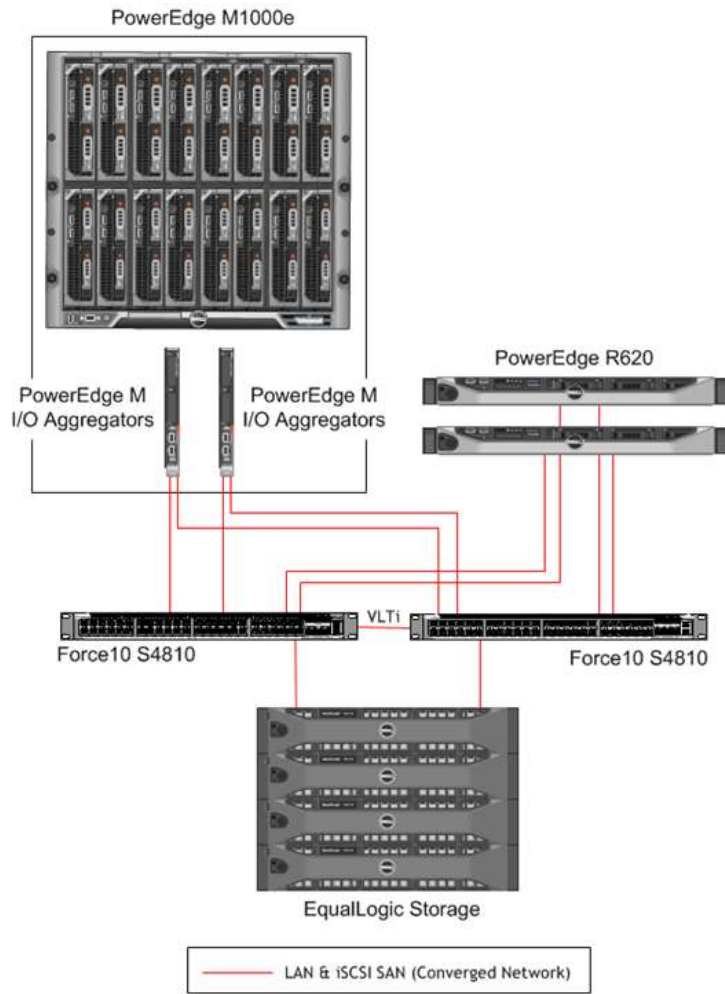 PowerEdge M1000e
PowerEdge M
I/O Aggregators
PowerEdge M
I/O Aggregators
PowerEdge R620
VLTi
Force10 S4810
Force10 S4810
EqualLogic Storage
LAN & iSCSI SAN (Converged Network)